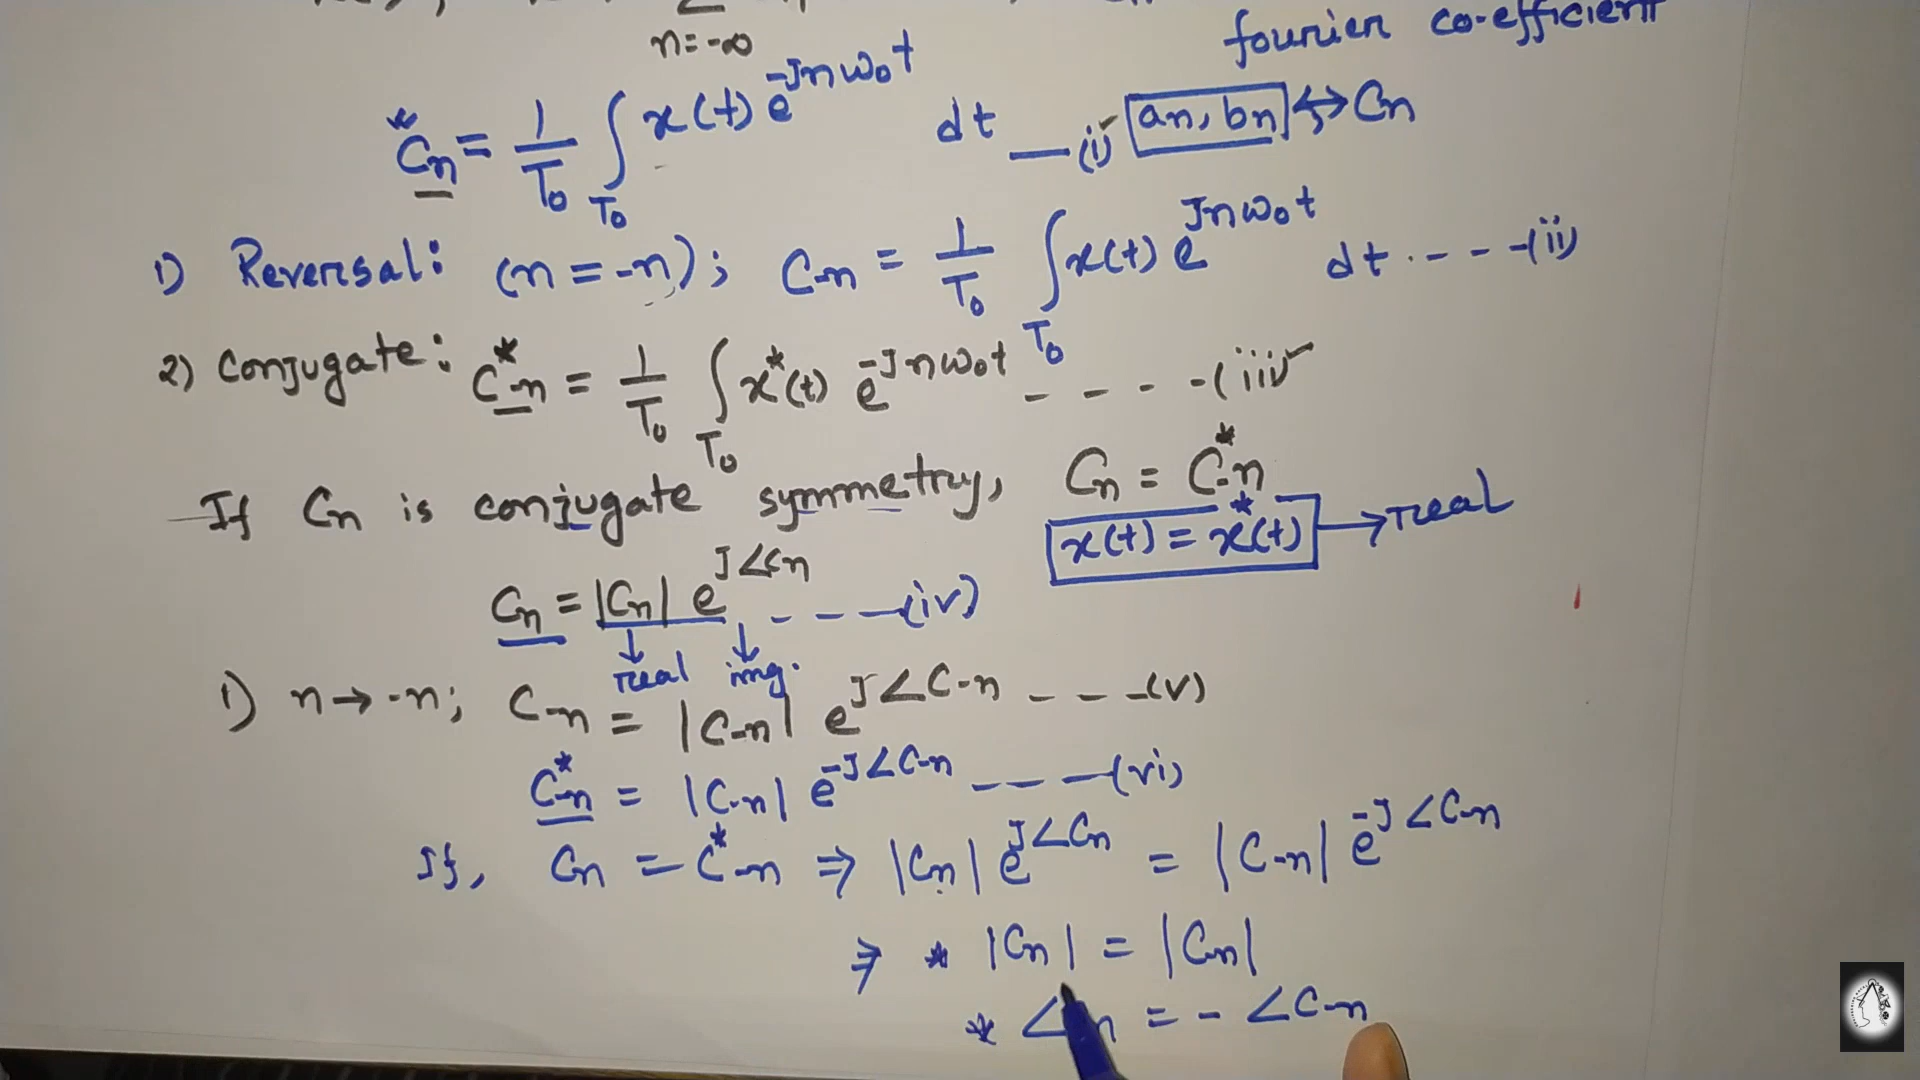 n=-∞
fourier co-efficient
*Cn = 1/T₀ ∫T₀ x(t) e^-Jnω₀t dt —(i) [an, bn] ↔ Cn
1) Reversal: (n = -n); C-n = 1/T₀ ∫T₀ x(t) e^Jnω₀t dt .- - -(ii)
2) Conjugate: C*-n = 1/T₀ ∫T₀ x*(t) e^-Jnω₀t - - - -(iii)
If Cn is conjugate symmetry, Cn = C*-n
x(t) = x*(t) → real
Cn = |Cn| e^J∠Cn - - -(iv)
real img.
1) n → -n; C-n = |C-n| e^J∠C-n - - -(v)
C*-n = |C-n| e^-J∠C-n - - -(vi)
If, Cn = C*-n ⇒ |Cn| e^J∠Cn = |C-n| e^-J∠C-n
⇒ * |Cn| = |C-n|
* ∠ n = - ∠C-n